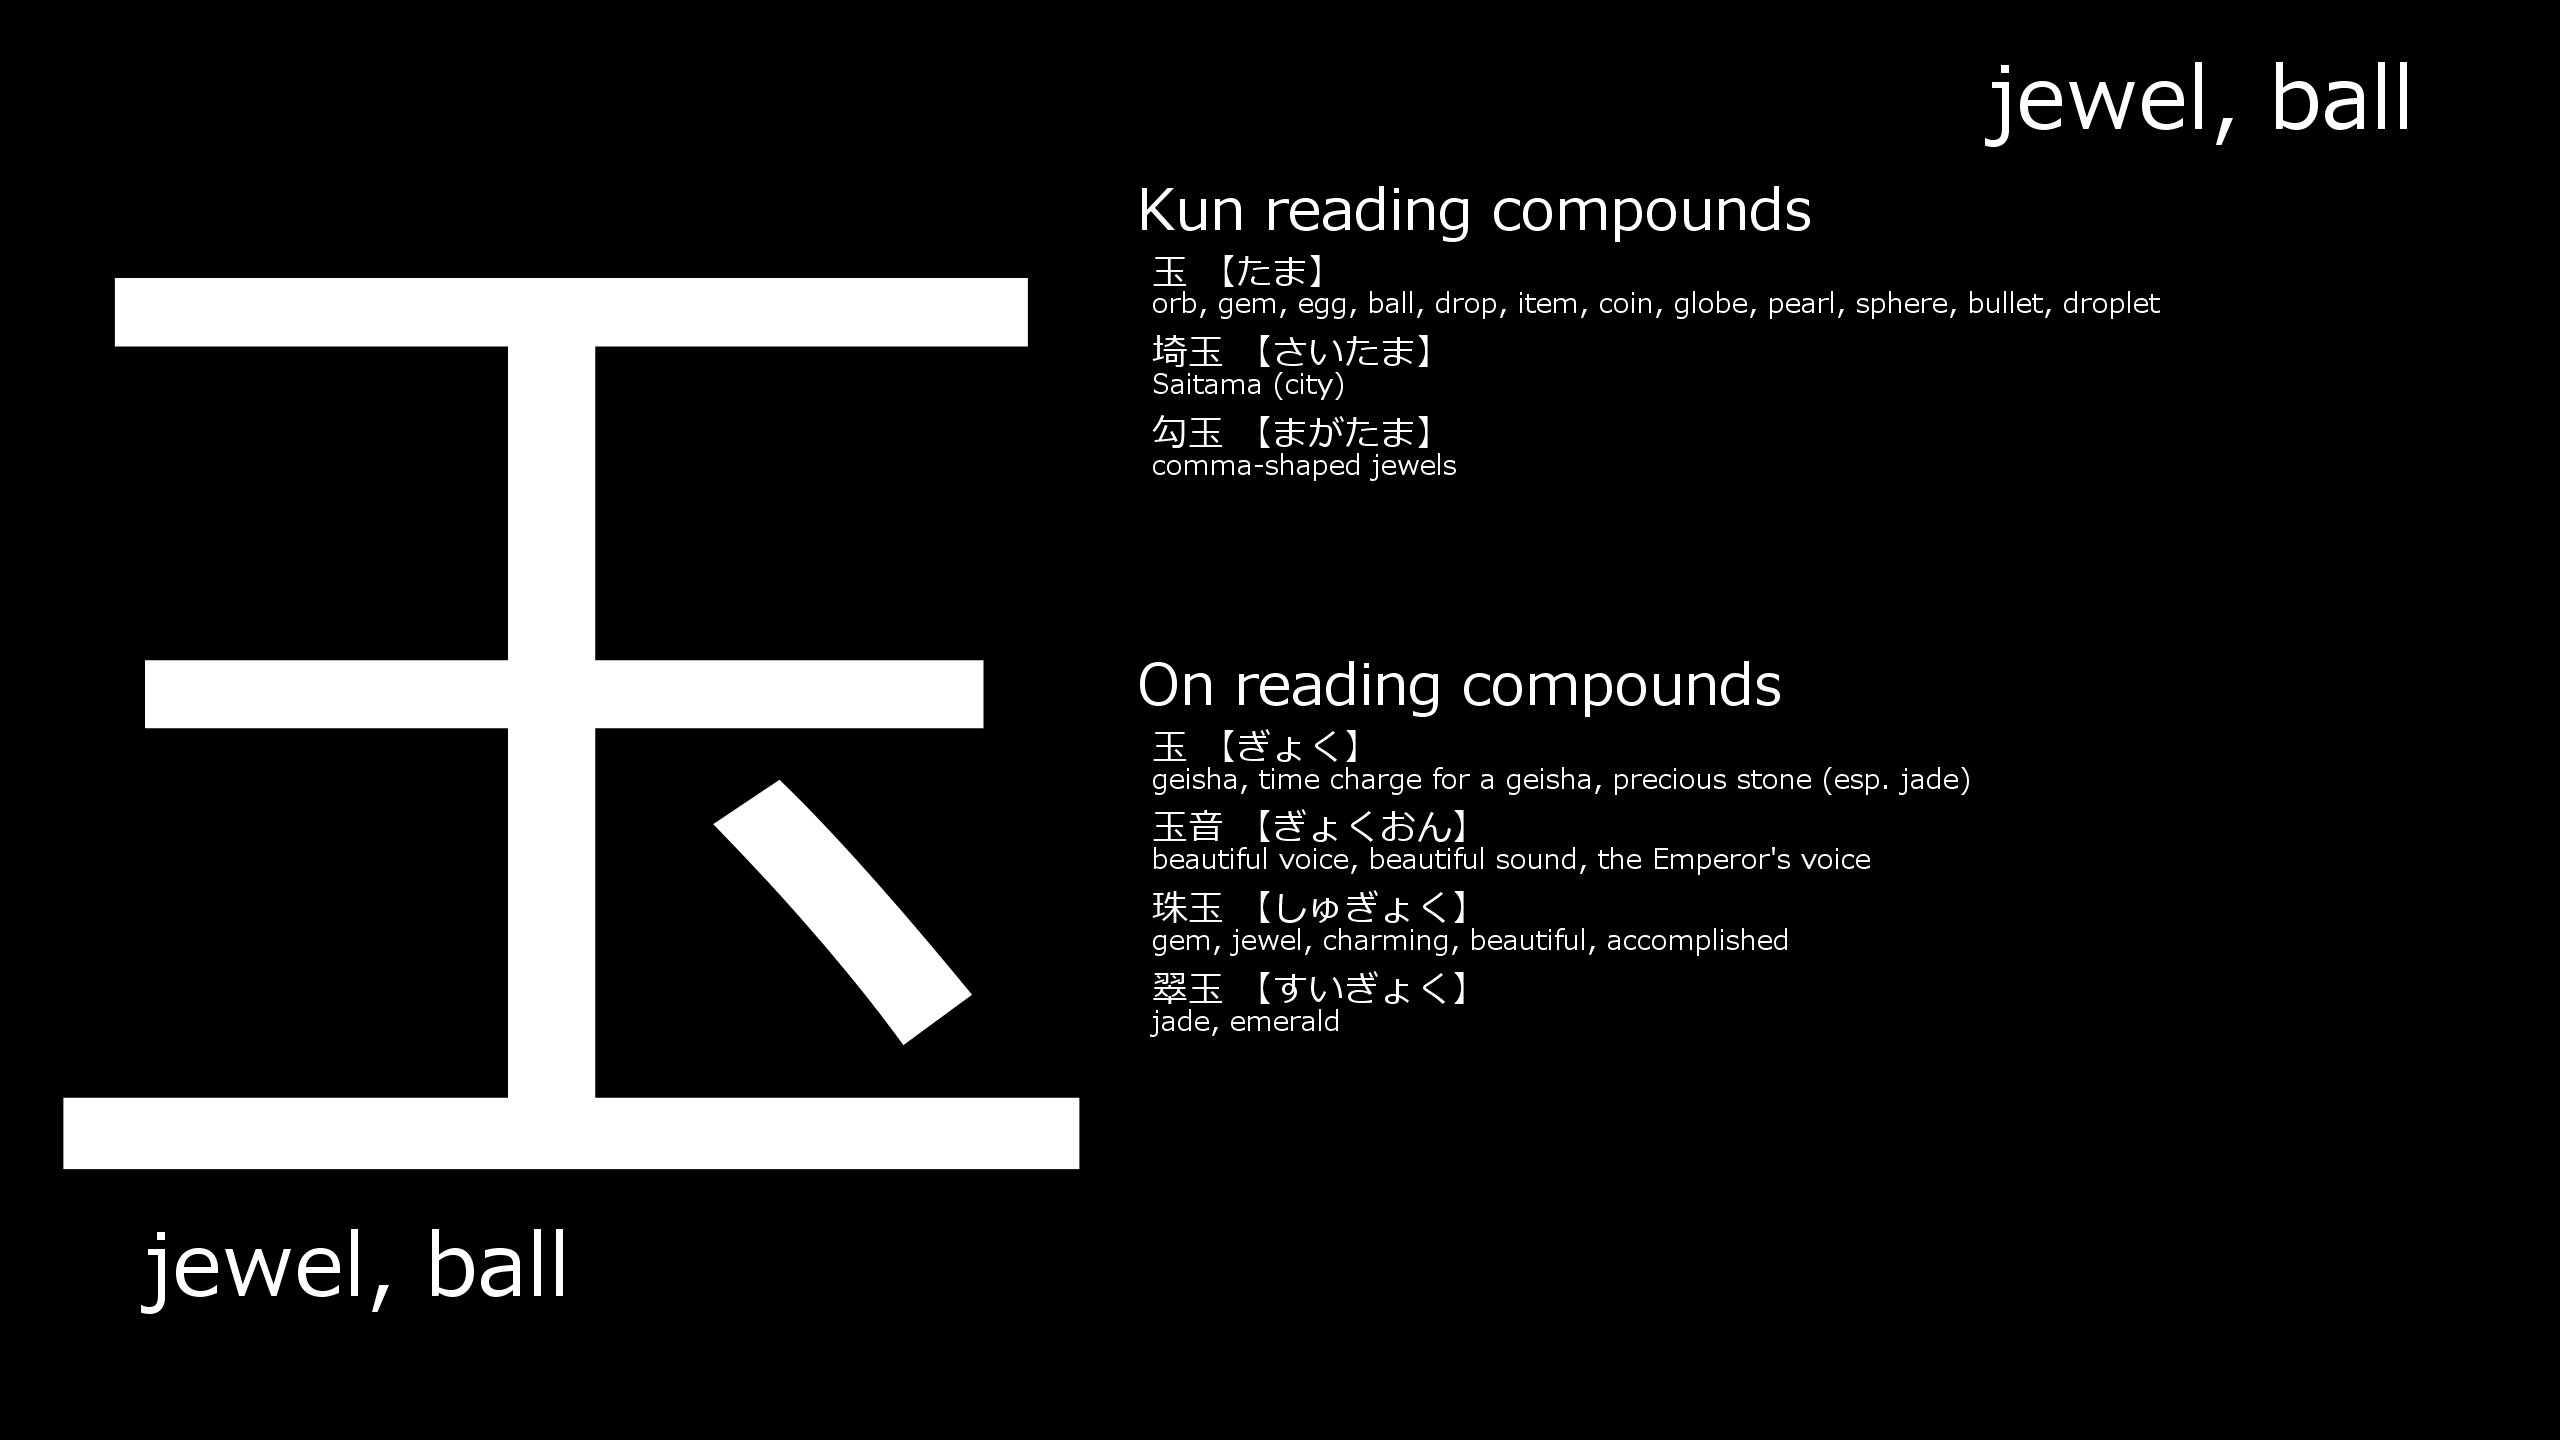 jewel, ball
玉
jewel, ball
Kun reading compounds
玉 【たま】
orb, gem, egg, ball, drop, item, coin, globe, pearl, sphere, bullet, droplet
埼玉 【さいたま】
Saitama (city)
勾玉 【まがたま】
comma-shaped jewels
On reading compounds
玉 【ぎょく】
geisha, time charge for a geisha, precious stone (esp. jade)
玉音 【ぎょくおん】
beautiful voice, beautiful sound, the Emperor's voice
珠玉 【しゅぎょく】
gem, jewel, charming, beautiful, accomplished
翠玉 【すいぎょく】
jade, emerald